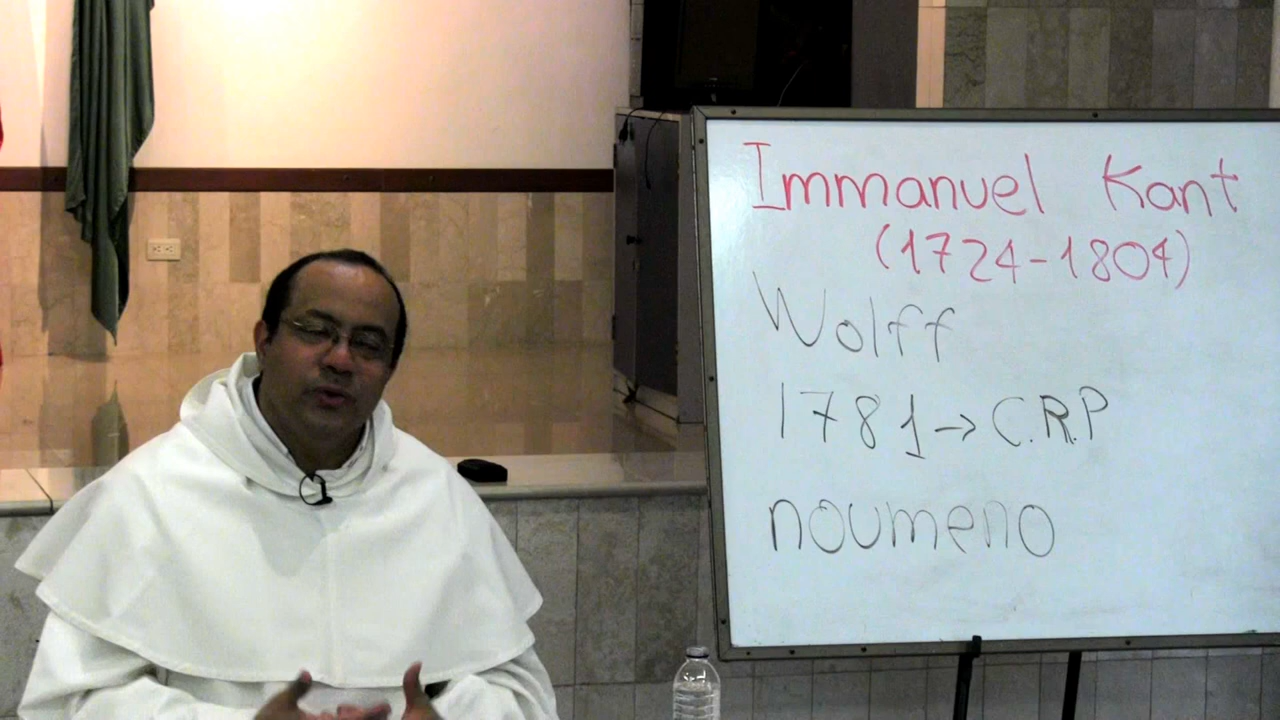 Immanuel Kant
(1724-1804)
Wolff
1781→C.R.P
noumeno